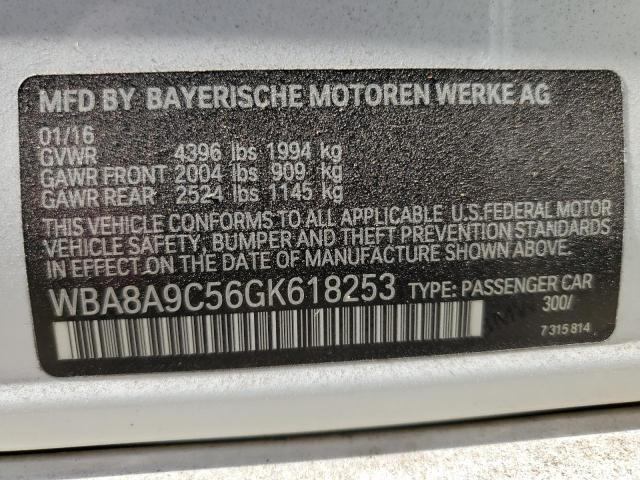 MFD BY BAYERISCHE MOTOREN WERKE AG
01/16
GVWR 4396 lbs 1994 kg
GAWR FRONT 2004 lbs 909 kg
GAWR REAR 2524 lbs 1145 kg
THIS VEHICLE CONFORMS TO ALL APPLICABLE U.S.FEDERAL MOTOR
VEHICLE SAFETY, BUMPER AND THEFT PREVENTION STANDARDS
IN EFFECT ON THE DATE OF MANUFACTURE SHOWN ABOVE.
WBA8A9C56GK618253 TYPE: PASSENGER CAR
300/
7 315 814